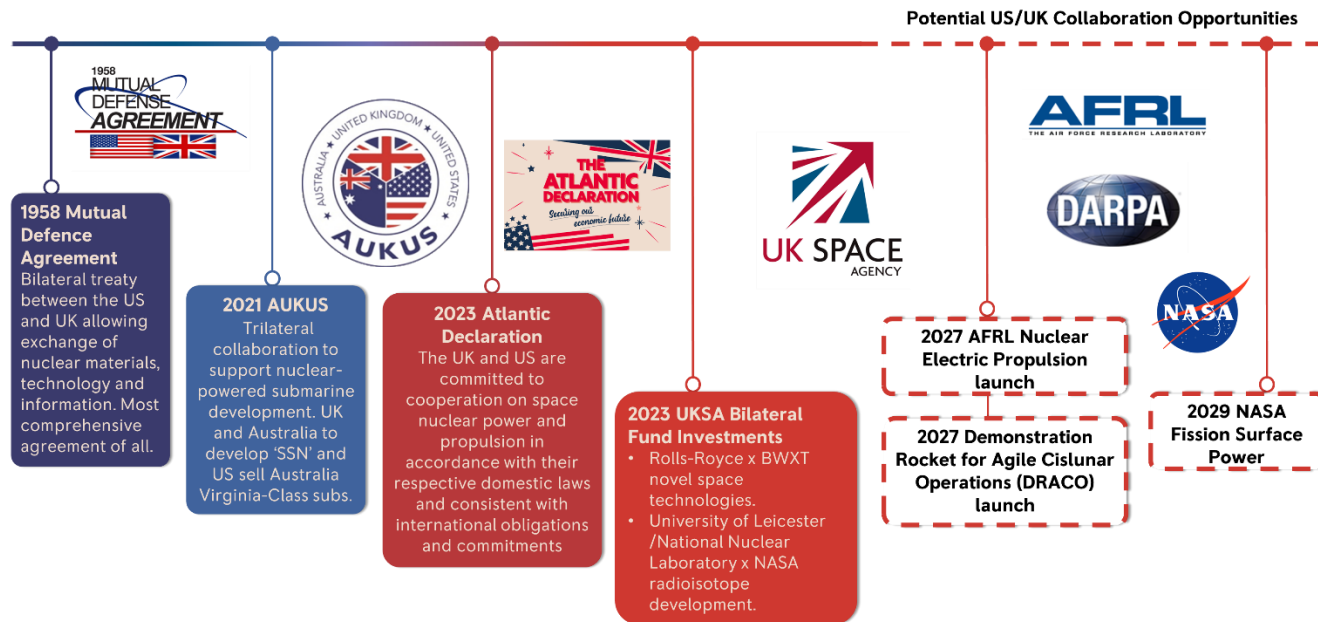 Potential US/UK Collaboration Opportunities
1958
MUTUAL
DEFENSE
AGREEMENT
1958 Mutual
Defence
Agreement
Bilateral treaty
between the US
and UK allowing
exchange of
nuclear materials,
technology and
information. Most
comprehensive
agreement of all.
AUSTRALIA ★ UNITED KINGDOM ★ UNITED STATES
AUKUS
2021 AUKUS
Trilateral
collaboration to
support nuclear-
powered submarine
development. UK
and Australia to
develop ‘SSN’ and
US sell Australia
Virginia-Class subs.
THE
ATLANTIC
DECLARATION
Securing our
economic future
2023 Atlantic
Declaration
The UK and US are
committed to
cooperation on space
nuclear power and
propulsion in
accordance with their
respective domestic laws
and consistent with
international obligations
and commitments
UK SPACE
AGENCY
2023 UKSA Bilateral
Fund Investments
• Rolls-Royce x BWXT
novel space
technologies.
• University of Leicester
/National Nuclear
Laboratory x NASA
radioisotope
development.
AFRL
THE AIR FORCE RESEARCH LABORATORY
DARPA
NASA
2027 AFRL Nuclear
Electric Propulsion
launch
2027 Demonstration
Rocket for Agile Cislunar
Operations (DRACO)
launch
2029 NASA
Fission Surface
Power